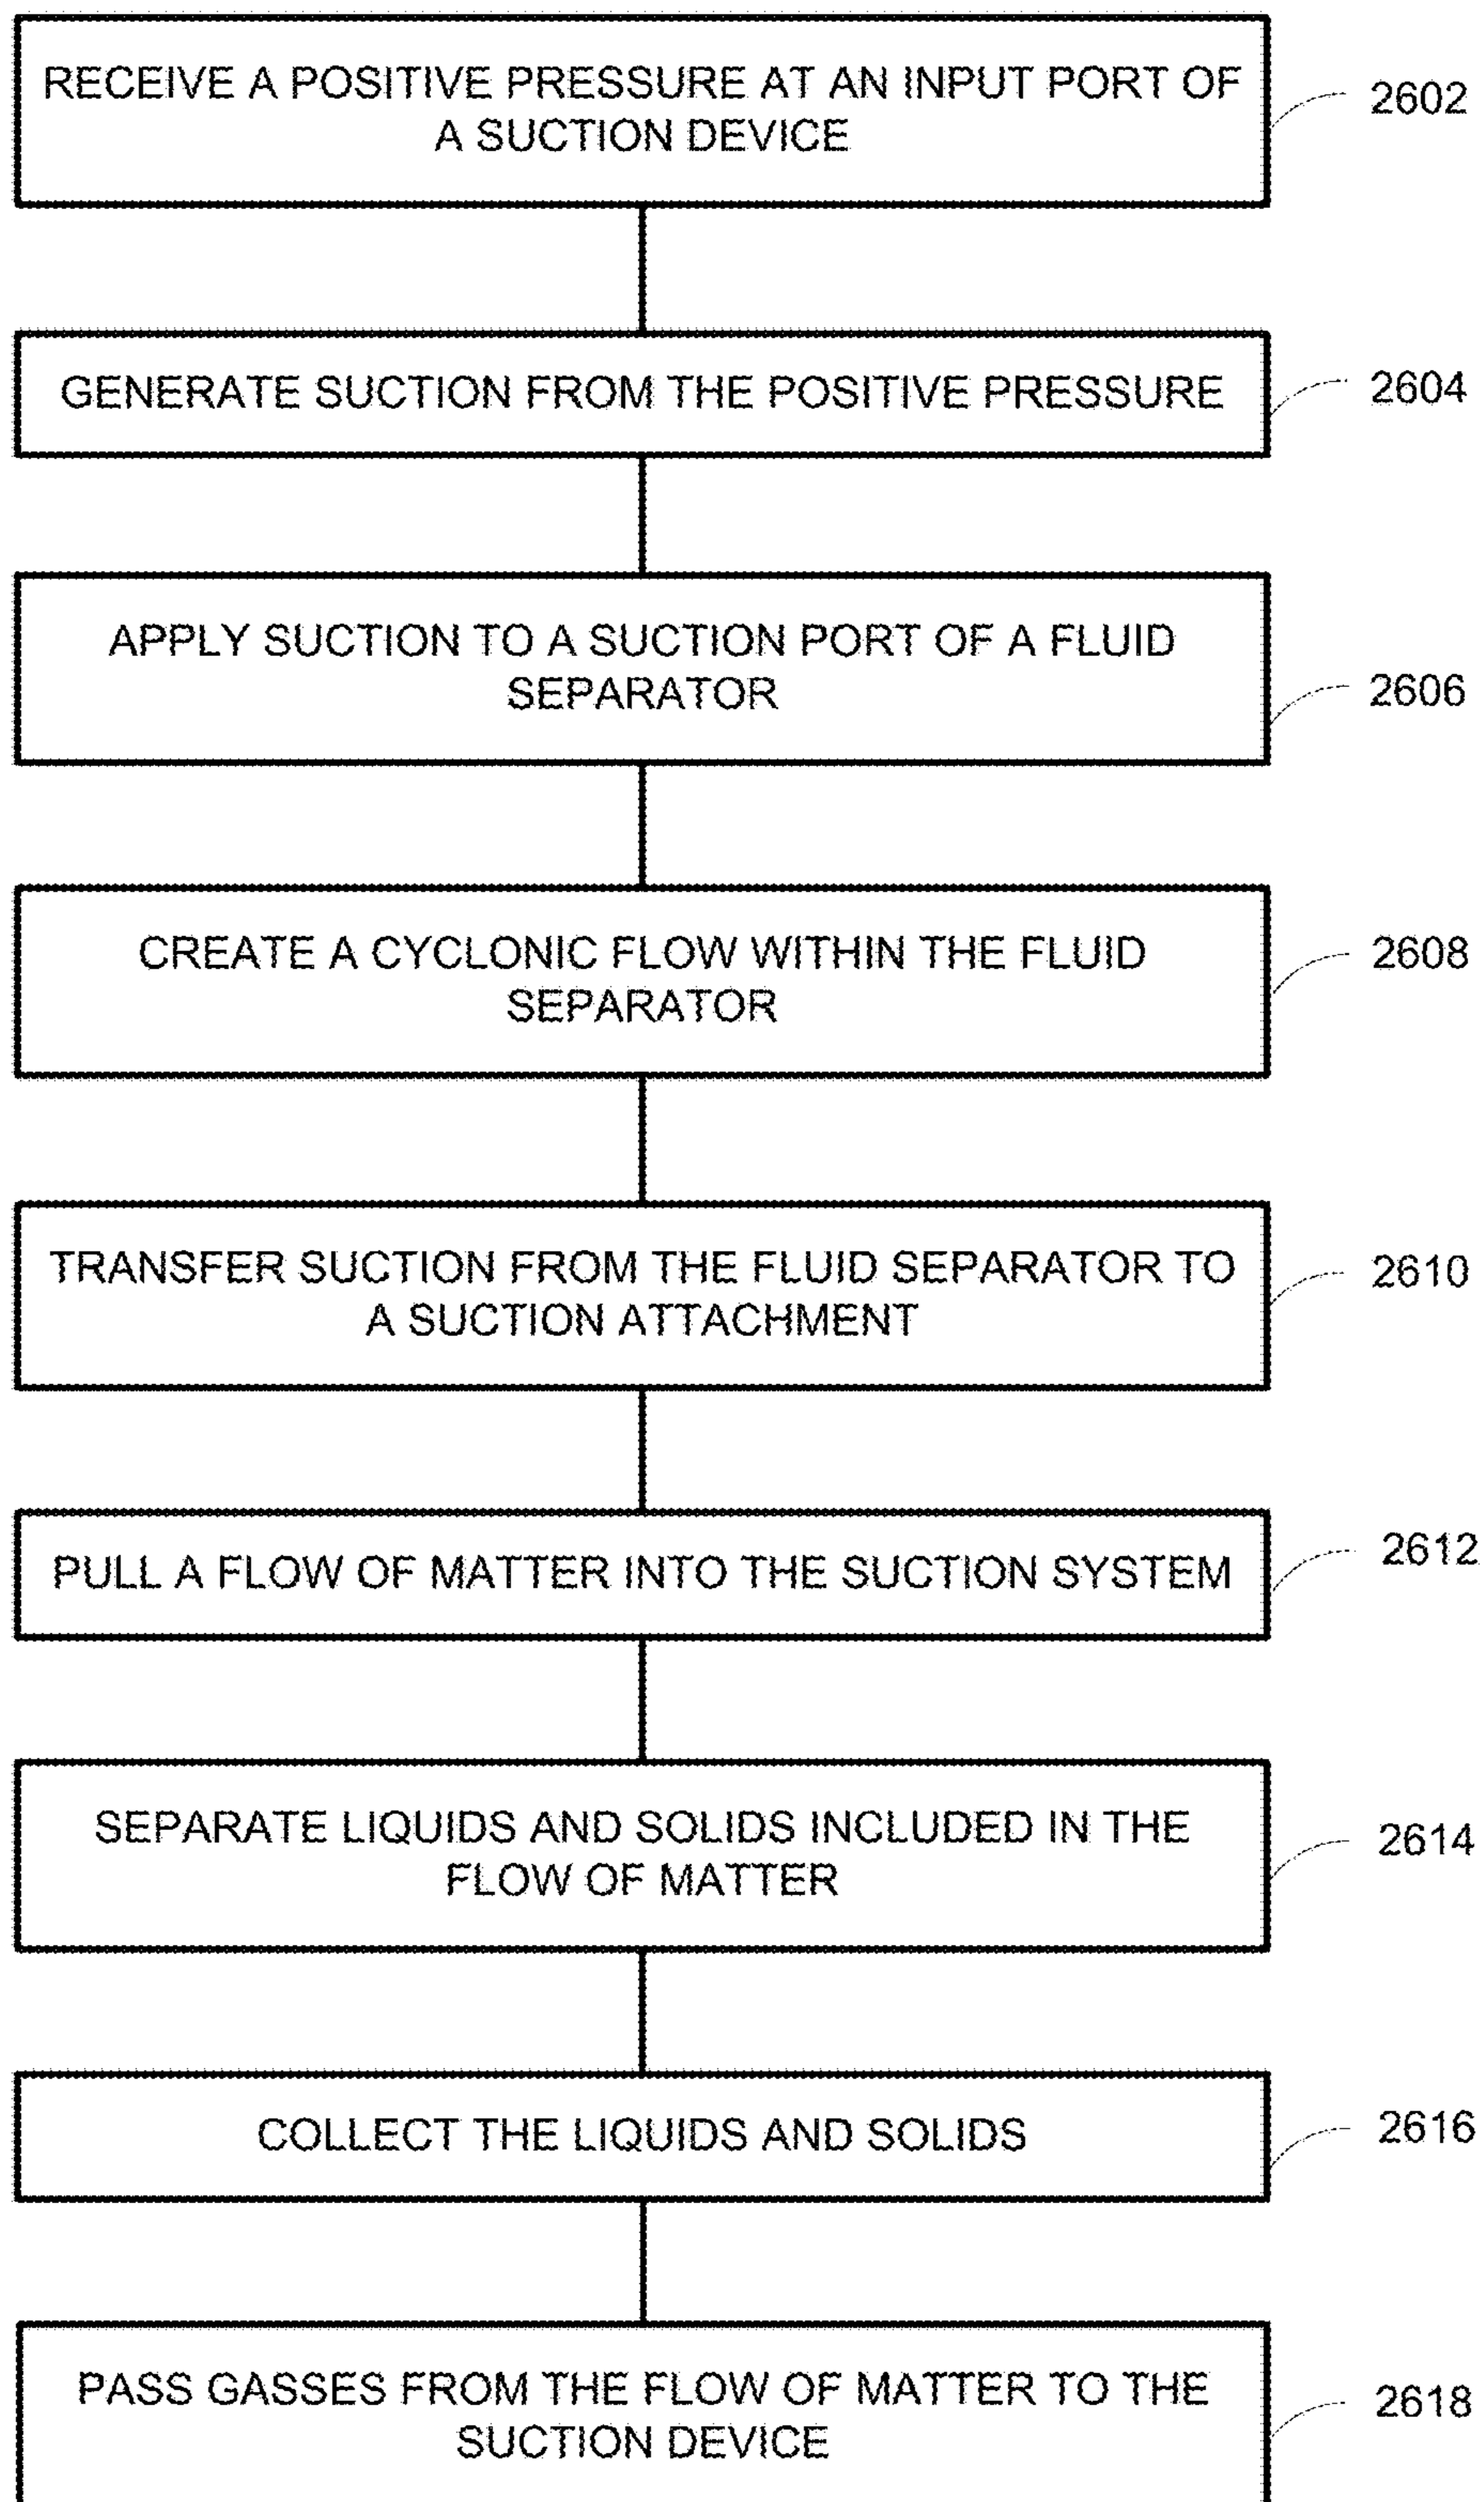 RECEIVE A POSITIVE PRESSURE AT AN INPUT PORT OF
A SUCTION DEVICE
2602
GENERATE SUCTION FROM THE POSITIVE PRESSURE
2604
APPLY SUCTION TO A SUCTION PORT OF A FLUID
SEPARATOR
2606
CREATE A CYCLONIC FLOW WITHIN THE FLUID
SEPARATOR
2608
TRANSFER SUCTION FROM THE FLUID SEPARATOR TO
A SUCTION ATTACHMENT
2610
PULL A FLOW OF MATTER INTO THE SUCTION SYSTEM
2612
SEPARATE LIQUIDS AND SOLIDS INCLUDED IN THE
FLOW OF MATTER
2614
COLLECT THE LIQUIDS AND SOLIDS
2616
PASS GASSES FROM THE FLOW OF MATTER TO THE
SUCTION DEVICE
2618